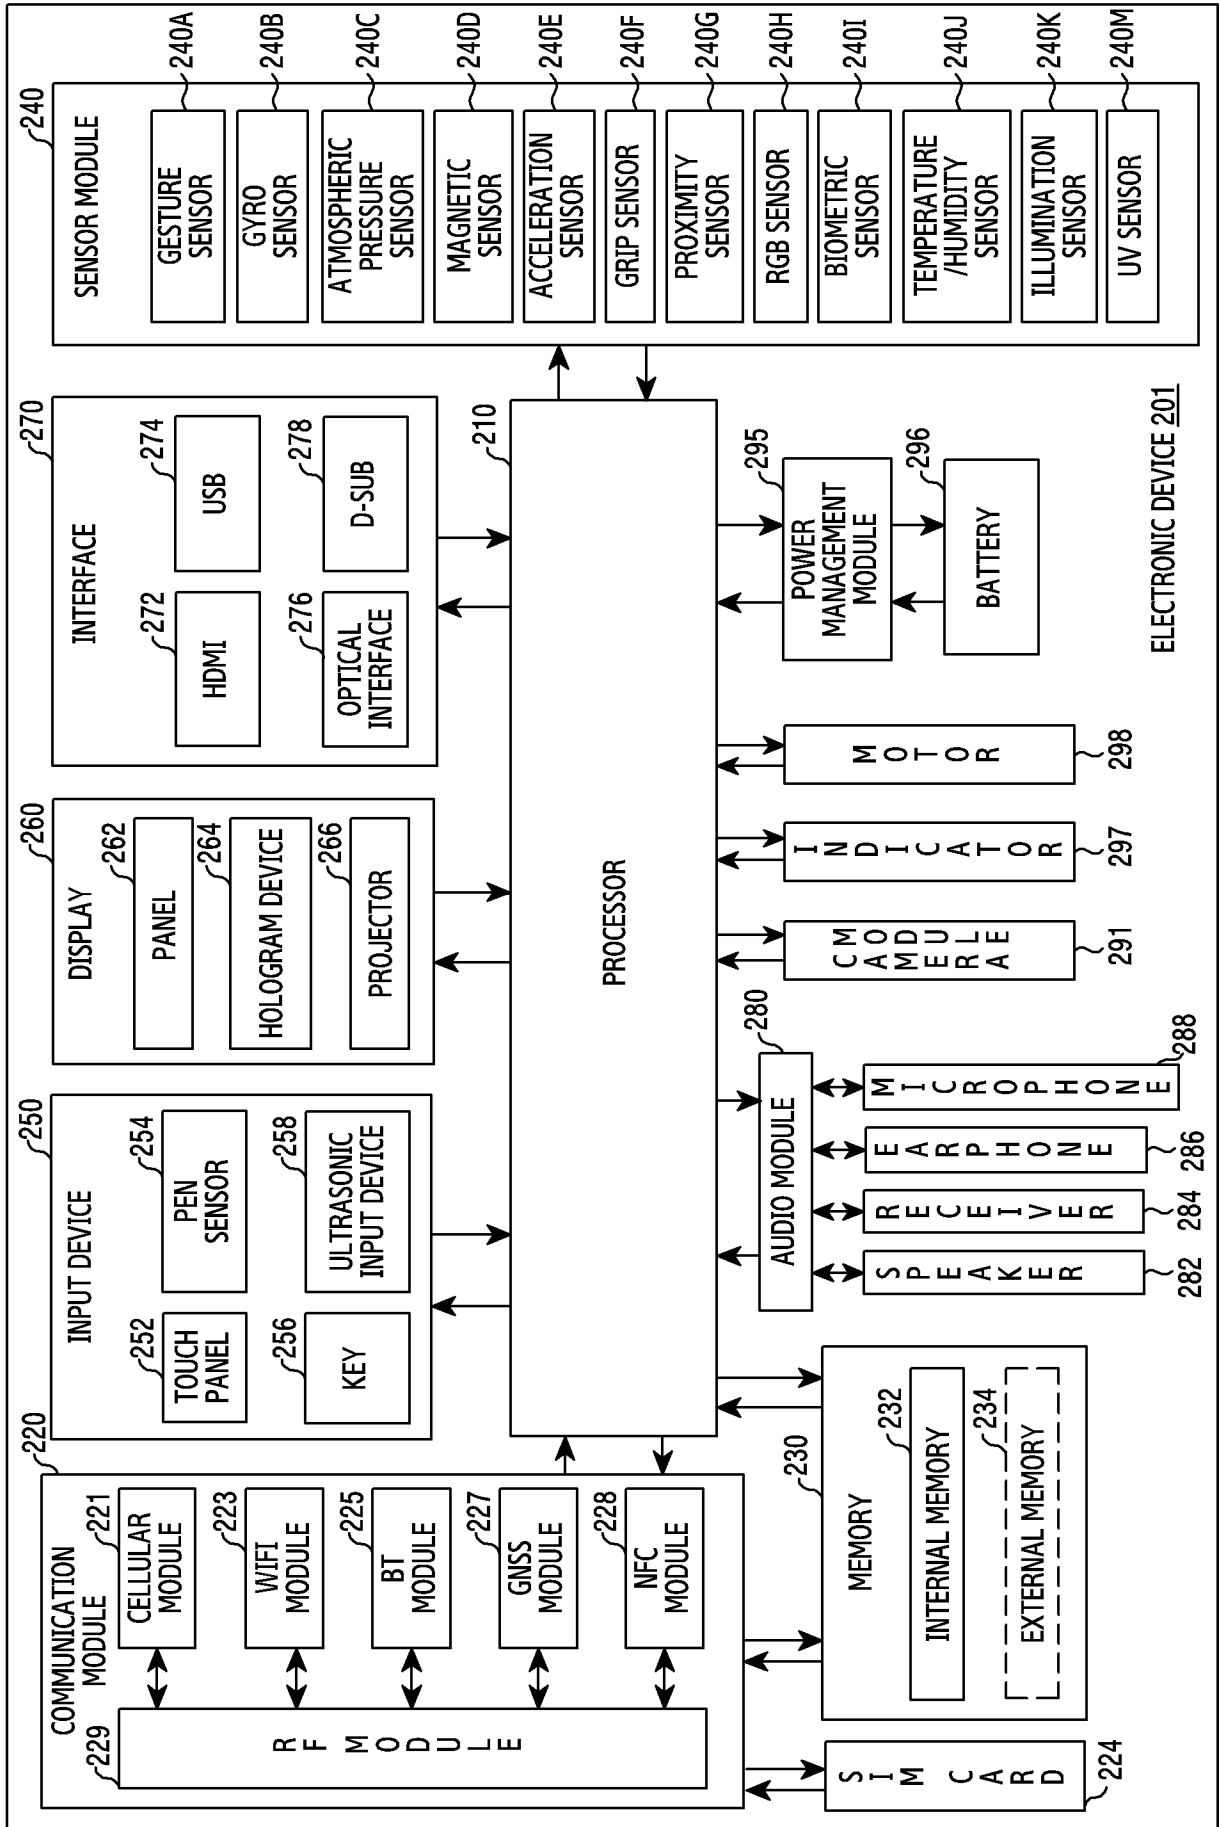 COMMUNICATION
MODULE
220
229
RF MODULE
221
CELLULAR
MODULE
223
WIFI
MODULE
225
BT
MODULE
227
GNSS
MODULE
228
NFC
MODULE
SIM CARD
224
INPUT DEVICE
250
252
TOUCH
PANEL
254
PEN
SENSOR
256
KEY
258
ULTRASONIC
INPUT DEVICE
DISPLAY
260
262
PANEL
264
HOLOGRAM DEVICE
266
PROJECTOR
INTERFACE
270
272
HDMI
274
USB
276
OPTICAL
INTERFACE
278
D-SUB
210
PROCESSOR
SENSOR MODULE
240
GESTURE
SENSOR
240A
GYRO
SENSOR
240B
ATMOSPHERIC
PRESSURE
SENSOR
240C
MAGNETIC
SENSOR
240D
ACCELERATION
SENSOR
240E
GRIP SENSOR
240F
PROXIMITY
SENSOR
240G
RGB SENSOR
240H
BIOMETRIC
SENSOR
240I
TEMPERATURE
/HUMIDITY
SENSOR
240J
ILLUMINATION
SENSOR
240K
UV SENSOR
240M
230
MEMORY
232
INTERNAL MEMORY
234
EXTERNAL MEMORY
280
AUDIO MODULE
SPEAKER
282
RECEIVER
284
EARPHONE
286
MICROPHONE
288
CAMERA
MODULE
291
INDICATOR
297
MOTOR
298
295
POWER
MANAGEMENT
MODULE
296
BATTERY
ELECTRONIC DEVICE 201